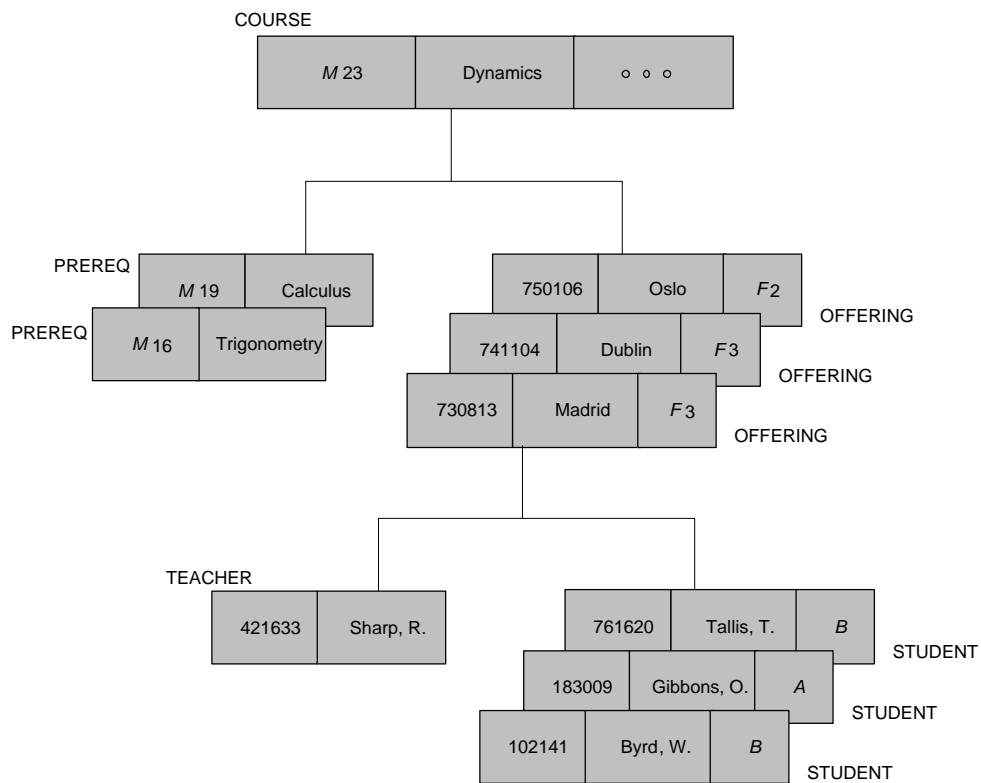 COURSE
M 23 Dynamics o o o
PREREQ M 19 Calculus
PREREQ M 16 Trigonometry
750106 Oslo F 2 OFFERING
741104 Dublin F 3 OFFERING
730813 Madrid F 3 OFFERING
TEACHER
421633 Sharp, R.
761620 Tallis, T. B STUDENT
183009 Gibbons, O. A STUDENT
102141 Byrd, W. B STUDENT